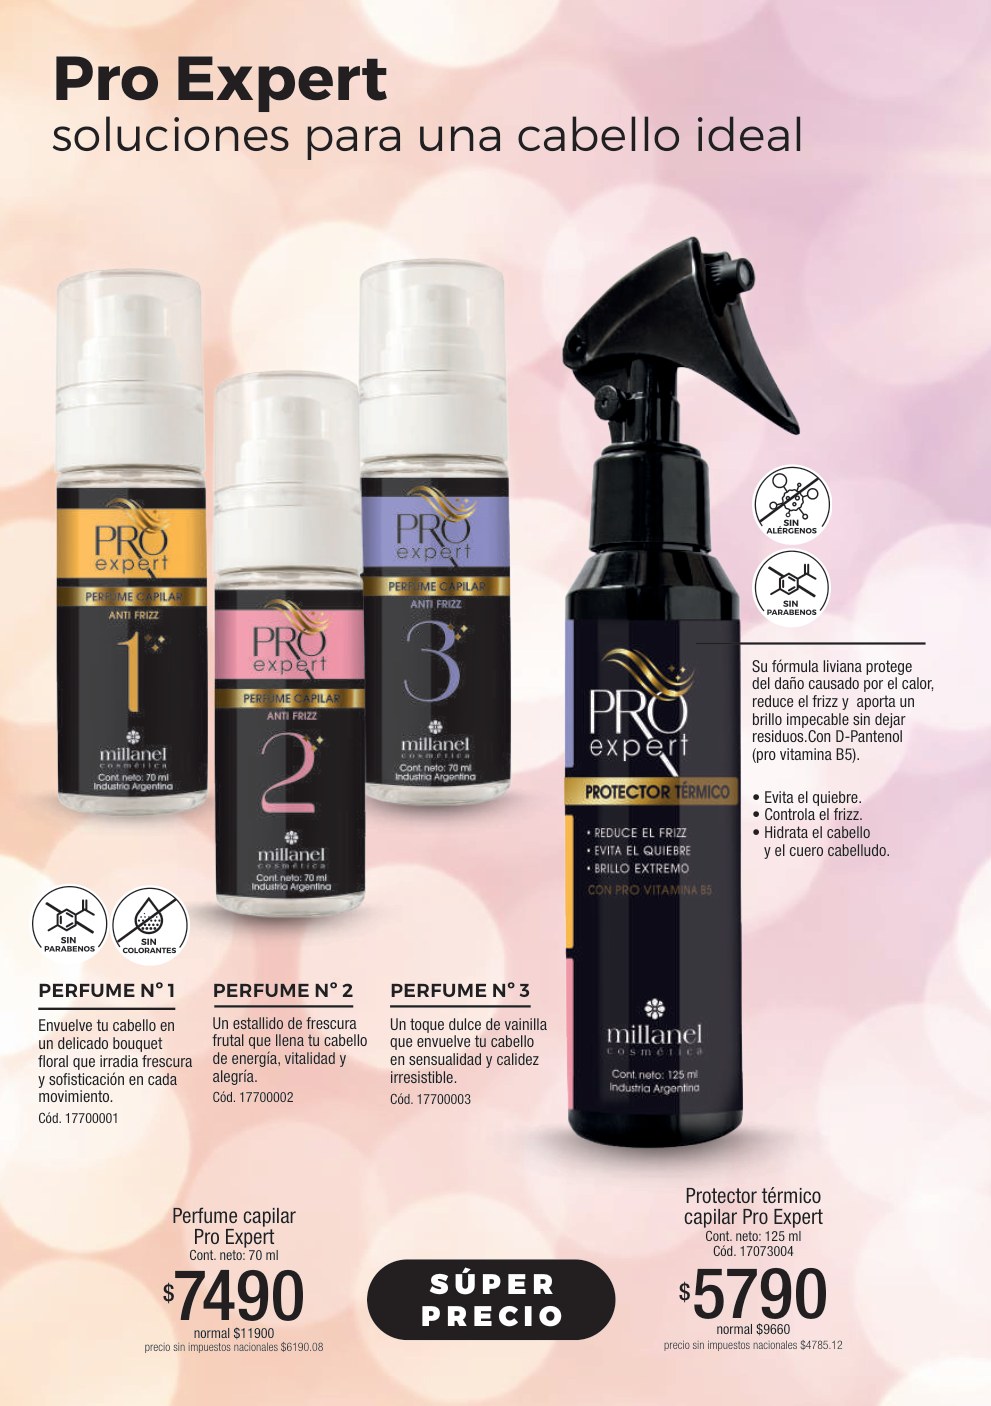 Pro Expert
soluciones para una cabello ideal
PRO
expert
PERFUME CAPILAR
ANTI FRIZZ
1
millanel
cosmética
Cont. neto: 70 ml
Industria Argentina
PRO
expert
PERFUME CAPILAR
ANTI FRIZZ
2
millanel
cosmética
Cont. neto: 70 ml
Industria Argentina
PRO
expert
PERFUME CAPILAR
ANTI FRIZZ
3
millanel
cosmética
Cont. neto: 70 ml
Industria Argentina
PRO
expert
PROTECTOR TÉRMICO
• REDUCE EL FRIZZ
• EVITA EL QUIEBRE
• BRILLO EXTREMO
CON PRO VITAMINA B5
millanel
cosmética
Cont. neto: 125 ml
Industria Argentina
SIN
ALÉRGENOS
SIN
PARABENOS
Su fórmula liviana protege
del daño causado por el calor,
reduce el frizz y aporta un
brillo impecable sin dejar
residuos.Con D-Pantenol
(pro vitamina B5).
• Evita el quiebre.
• Controla el frizz.
• Hidrata el cabello
y el cuero cabelludo.
SIN
PARABENOS
SIN
COLORANTES
PERFUME Nº 1
Envuelve tu cabello en
un delicado bouquet
floral que irradia frescura
y sofisticación en cada
movimiento.
Cód. 17700001
PERFUME Nº 2
Un estallido de frescura
frutal que llena tu cabello
de energía, vitalidad y
alegría.
Cód. 17700002
PERFUME Nº 3
Un toque dulce de vainilla
que envuelve tu cabello
en sensualidad y calidez
irresistible.
Cód. 17700003
Perfume capilar
Pro Expert
Cont. neto: 70 ml
$7490
normal $11900
precio sin impuestos nacionales $6190.08
SÚPER
PRECIO
Protector térmico
capilar Pro Expert
Cont. neto: 125 ml
Cód. 17073004
$5790
normal $9660
precio sin impuestos nacionales $4785.12